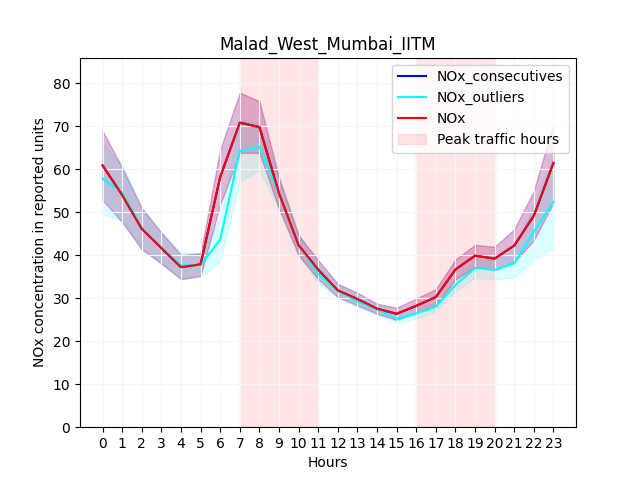 Malad_West_Mumbai_IITM
NOx_consecutives
NOx_outliers
NOx
Peak traffic hours
NOx concentration in reported units
80
70
60
50
40
30
20
10
0
0 1 2 3 4 5 6 7 8 9 10 11 12 13 14 15 16 17 18 19 20 21 22 23
Hours